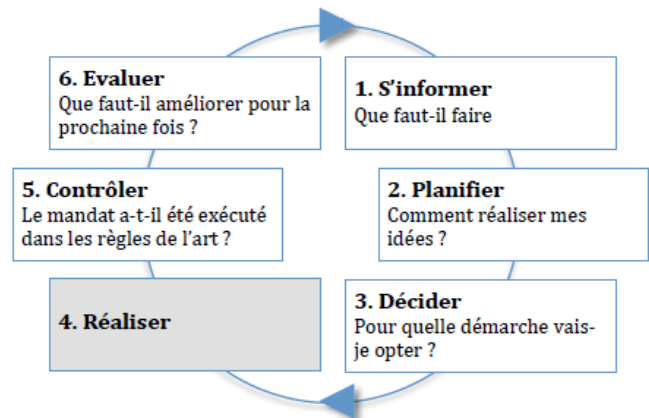 1. S'informer
Que faut-il faire
2. Planifier
Comment réaliser mes
idées ?
3. Décider
Pour quelle démarche vais-
je opter ?
4. Réaliser
5. Contrôler
Le mandat a-t-il été exécuté
dans les règles de l'art ?
6. Evaluer
Que faut-il améliorer pour la
prochaine fois ?